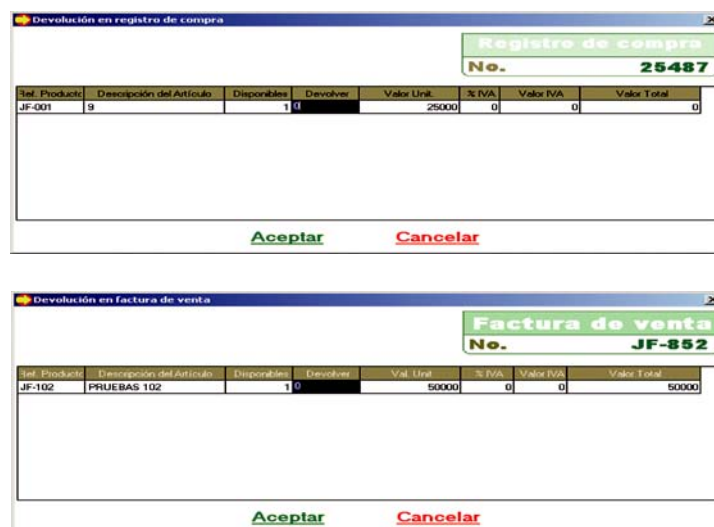 Devolución en registro de compra
Registro de compra
No. 25487
Ref. Producto Descripción del Artículo Disponibles Devolver Valor Unit. % IVA Valor IVA Valor Total
JF-001 9 1 0 25000 0 0 0
Aceptar Cancelar
Devolución en factura de venta
Factura de venta
No. JF-852
Ref. Producto Descripción del Artículo Disponibles Devolver Val. Unit % IVA Valor IVA Valor Total
JF-102 PRUEBAS 102 1 0 50000 0 0 50000
Aceptar Cancelar